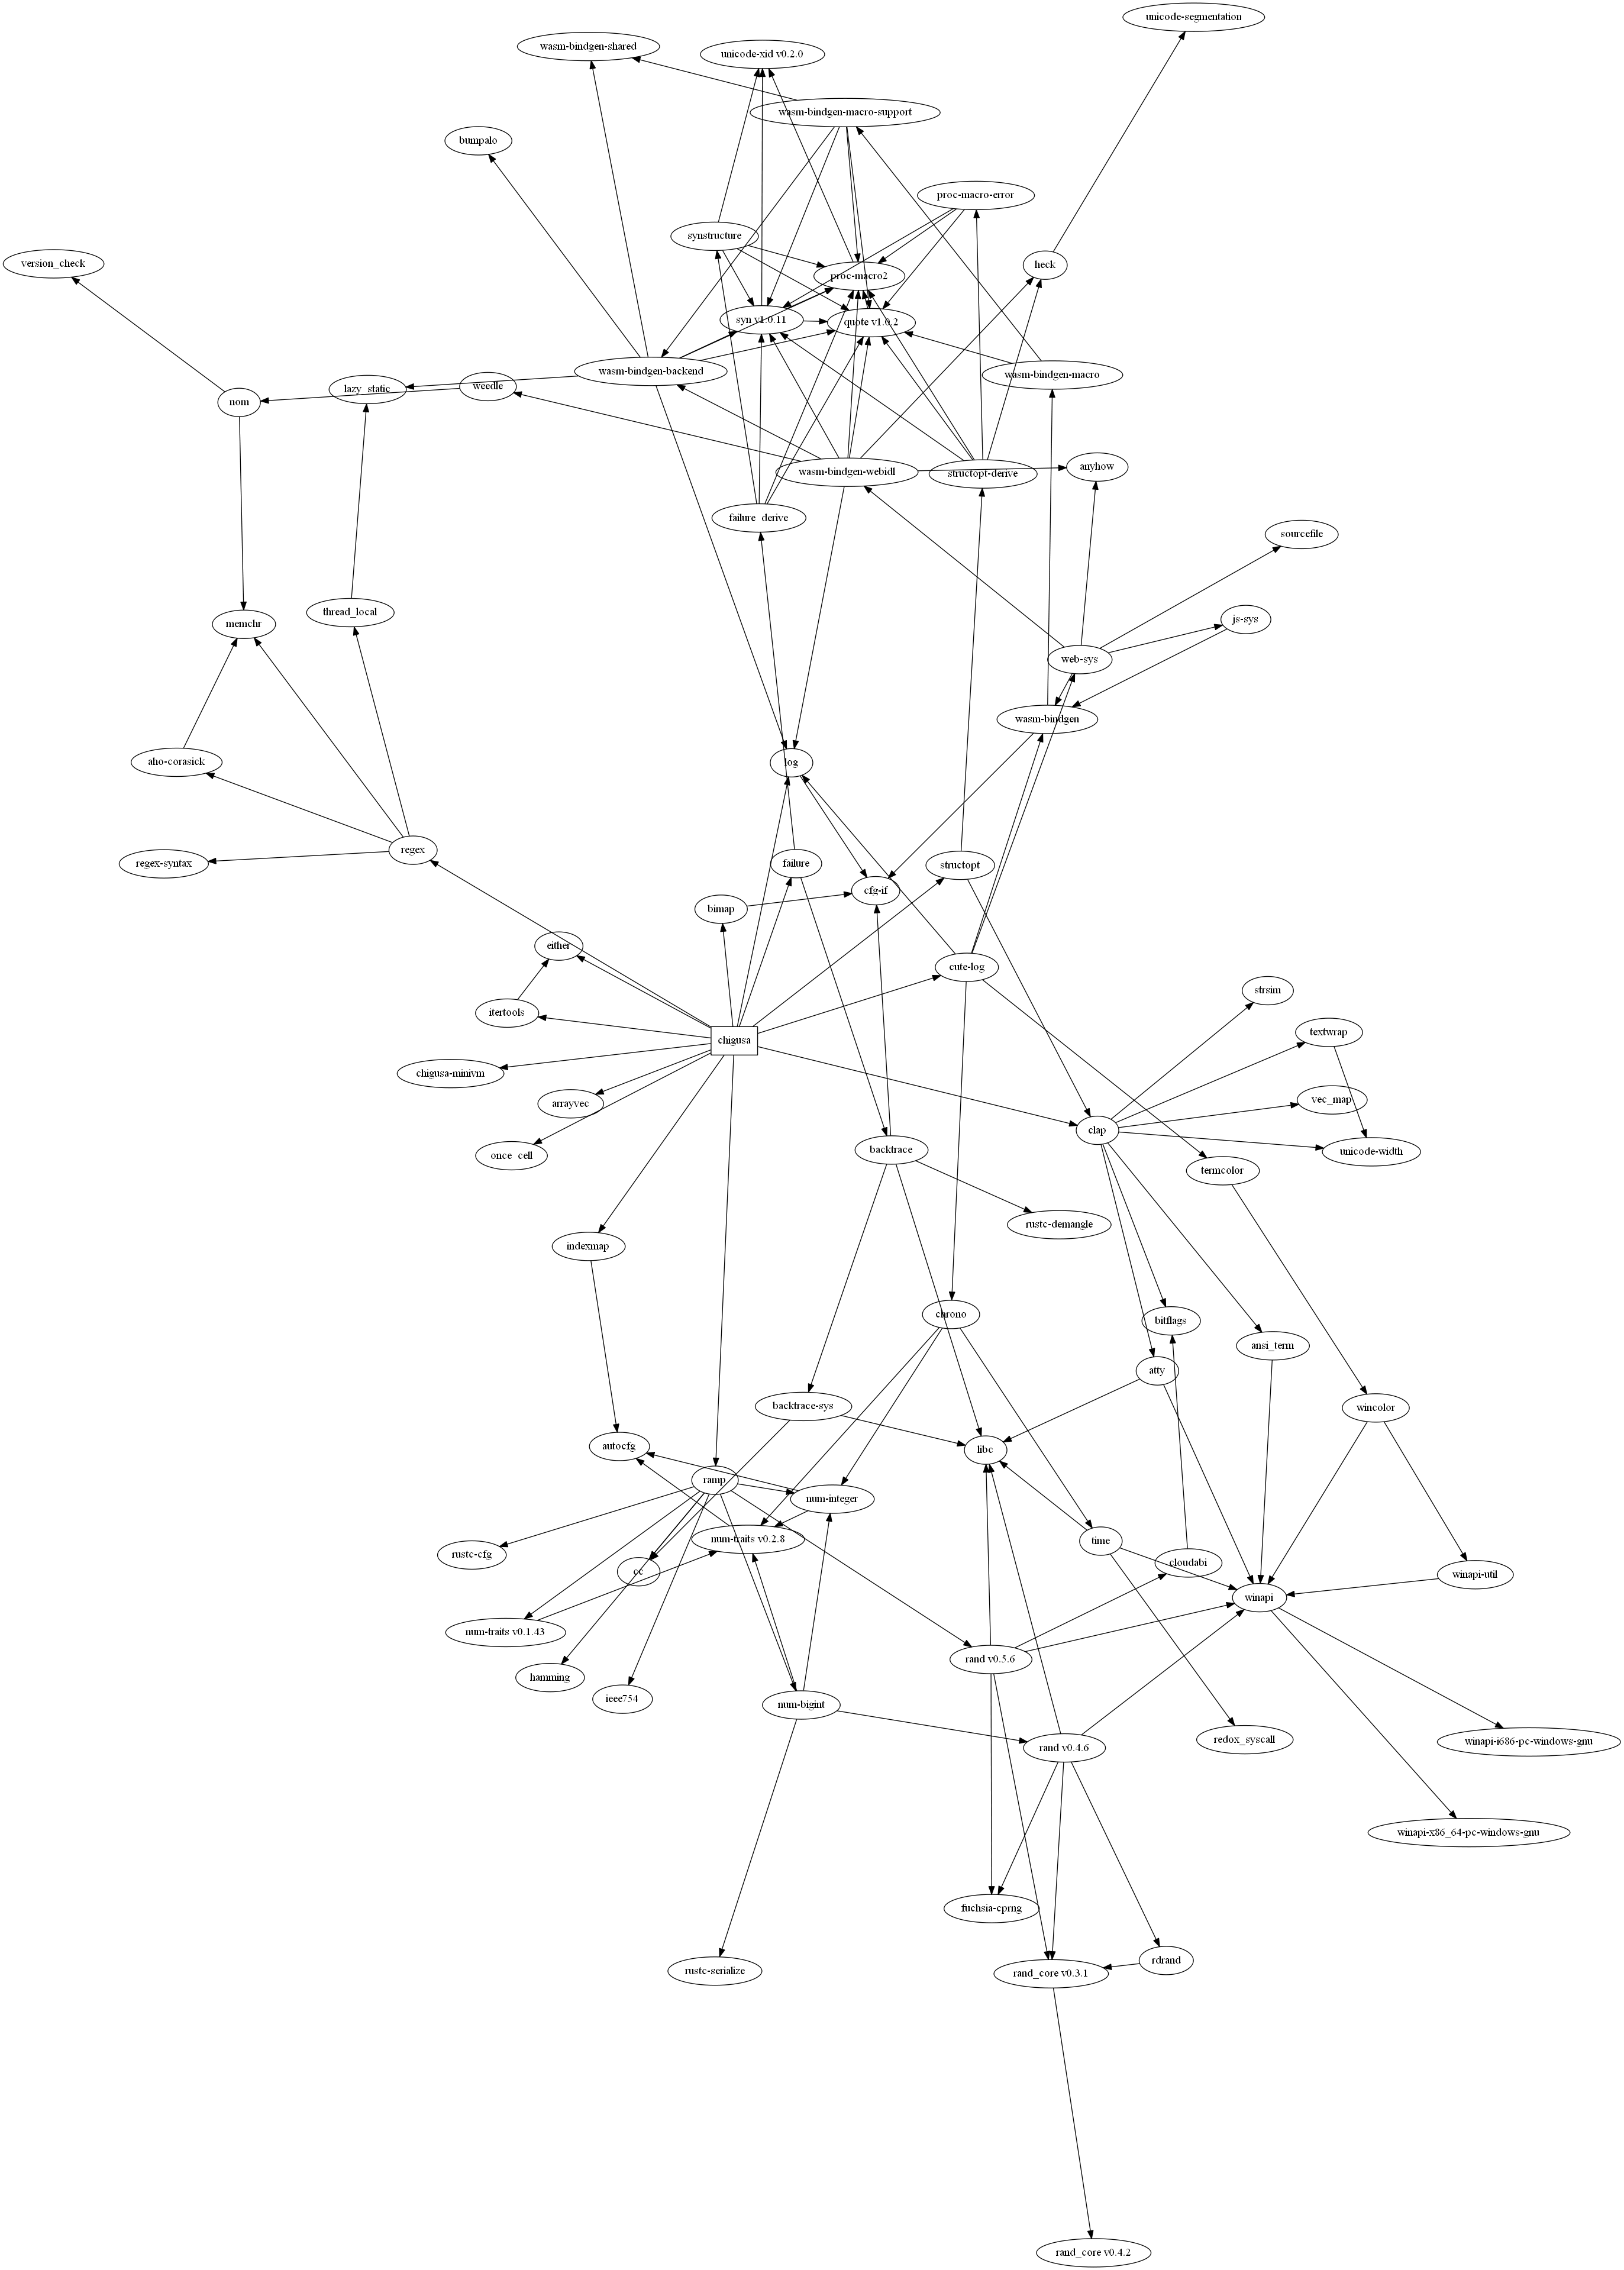 unicode-segmentation
wasm-bindgen-shared
unicode-xid v0.2.0
wasm-bindgen-macro-support
bumpalo
proc-macro-error
synstructure
version_check
heck
proc-macro2
syn v1.0.11
quote v1.0.2
wasm-bindgen-backend
wasm-bindgen-macro
weedle
lazy_static
nom
anyhow
wasm-bindgen-webidl
structopt-derive
failure_derive
sourcefile
thread_local
js-sys
memchr
web-sys
wasm-bindgen
aho-corasick
log
regex
regex-syntax
failure
structopt
cfg-if
bimap
either
cute-log
strsim
itertools
textwrap
chigusa
chigusa-minivm
vec_map
arrayvec
clap
backtrace
unicode-width
once_cell
termcolor
rustc-demangle
indexmap
chrono
bitflags
ansi_term
atty
backtrace-sys
wincolor
autocfg
libc
ramp
num-integer
num-traits v0.2.8
time
rustc-cfg
cloudabi
cc
winapi-util
winapi
num-traits v0.1.43
rand v0.5.6
hamming
ieee754
num-bigint
redox_syscall
winapi-i686-pc-windows-gnu
rand v0.4.6
winapi-x86_64-pc-windows-gnu
fuchsia-cprng
rdrand
rustc-serialize
rand_core v0.3.1
rand_core v0.4.2